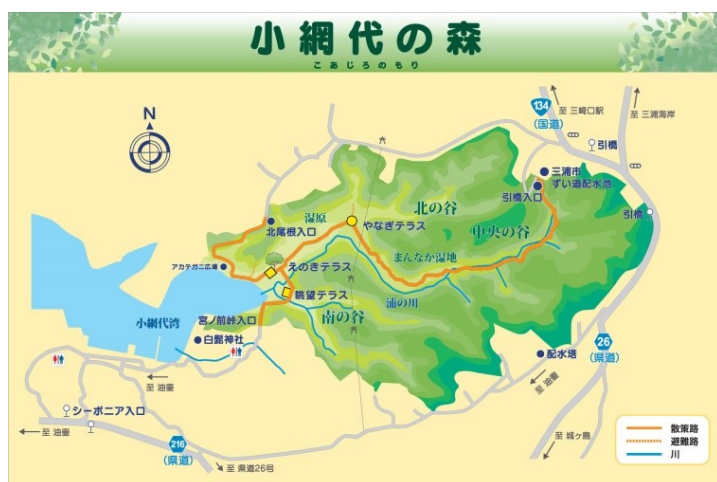 小網代の森
こあじろのもり
N
134
(国道)
至 三崎口駅
至 三浦海岸
引橋
三浦市
ずい道配水池
引橋入口
引橋
北の谷
中央の谷
湿原
やなぎテラス
北尾根入口
まんなか湿地
アカテガニ広場
えのきテラス
浦の川
眺望テラス
南の谷
小網代湾
宮ノ前峠入口
白髭神社
26
(県道)
配水塔
至 油壷
至 油壷
シーボニア入口
至 油壷
216
(県道)
至 県道26号
至 城ヶ島
散策路
避難路
川